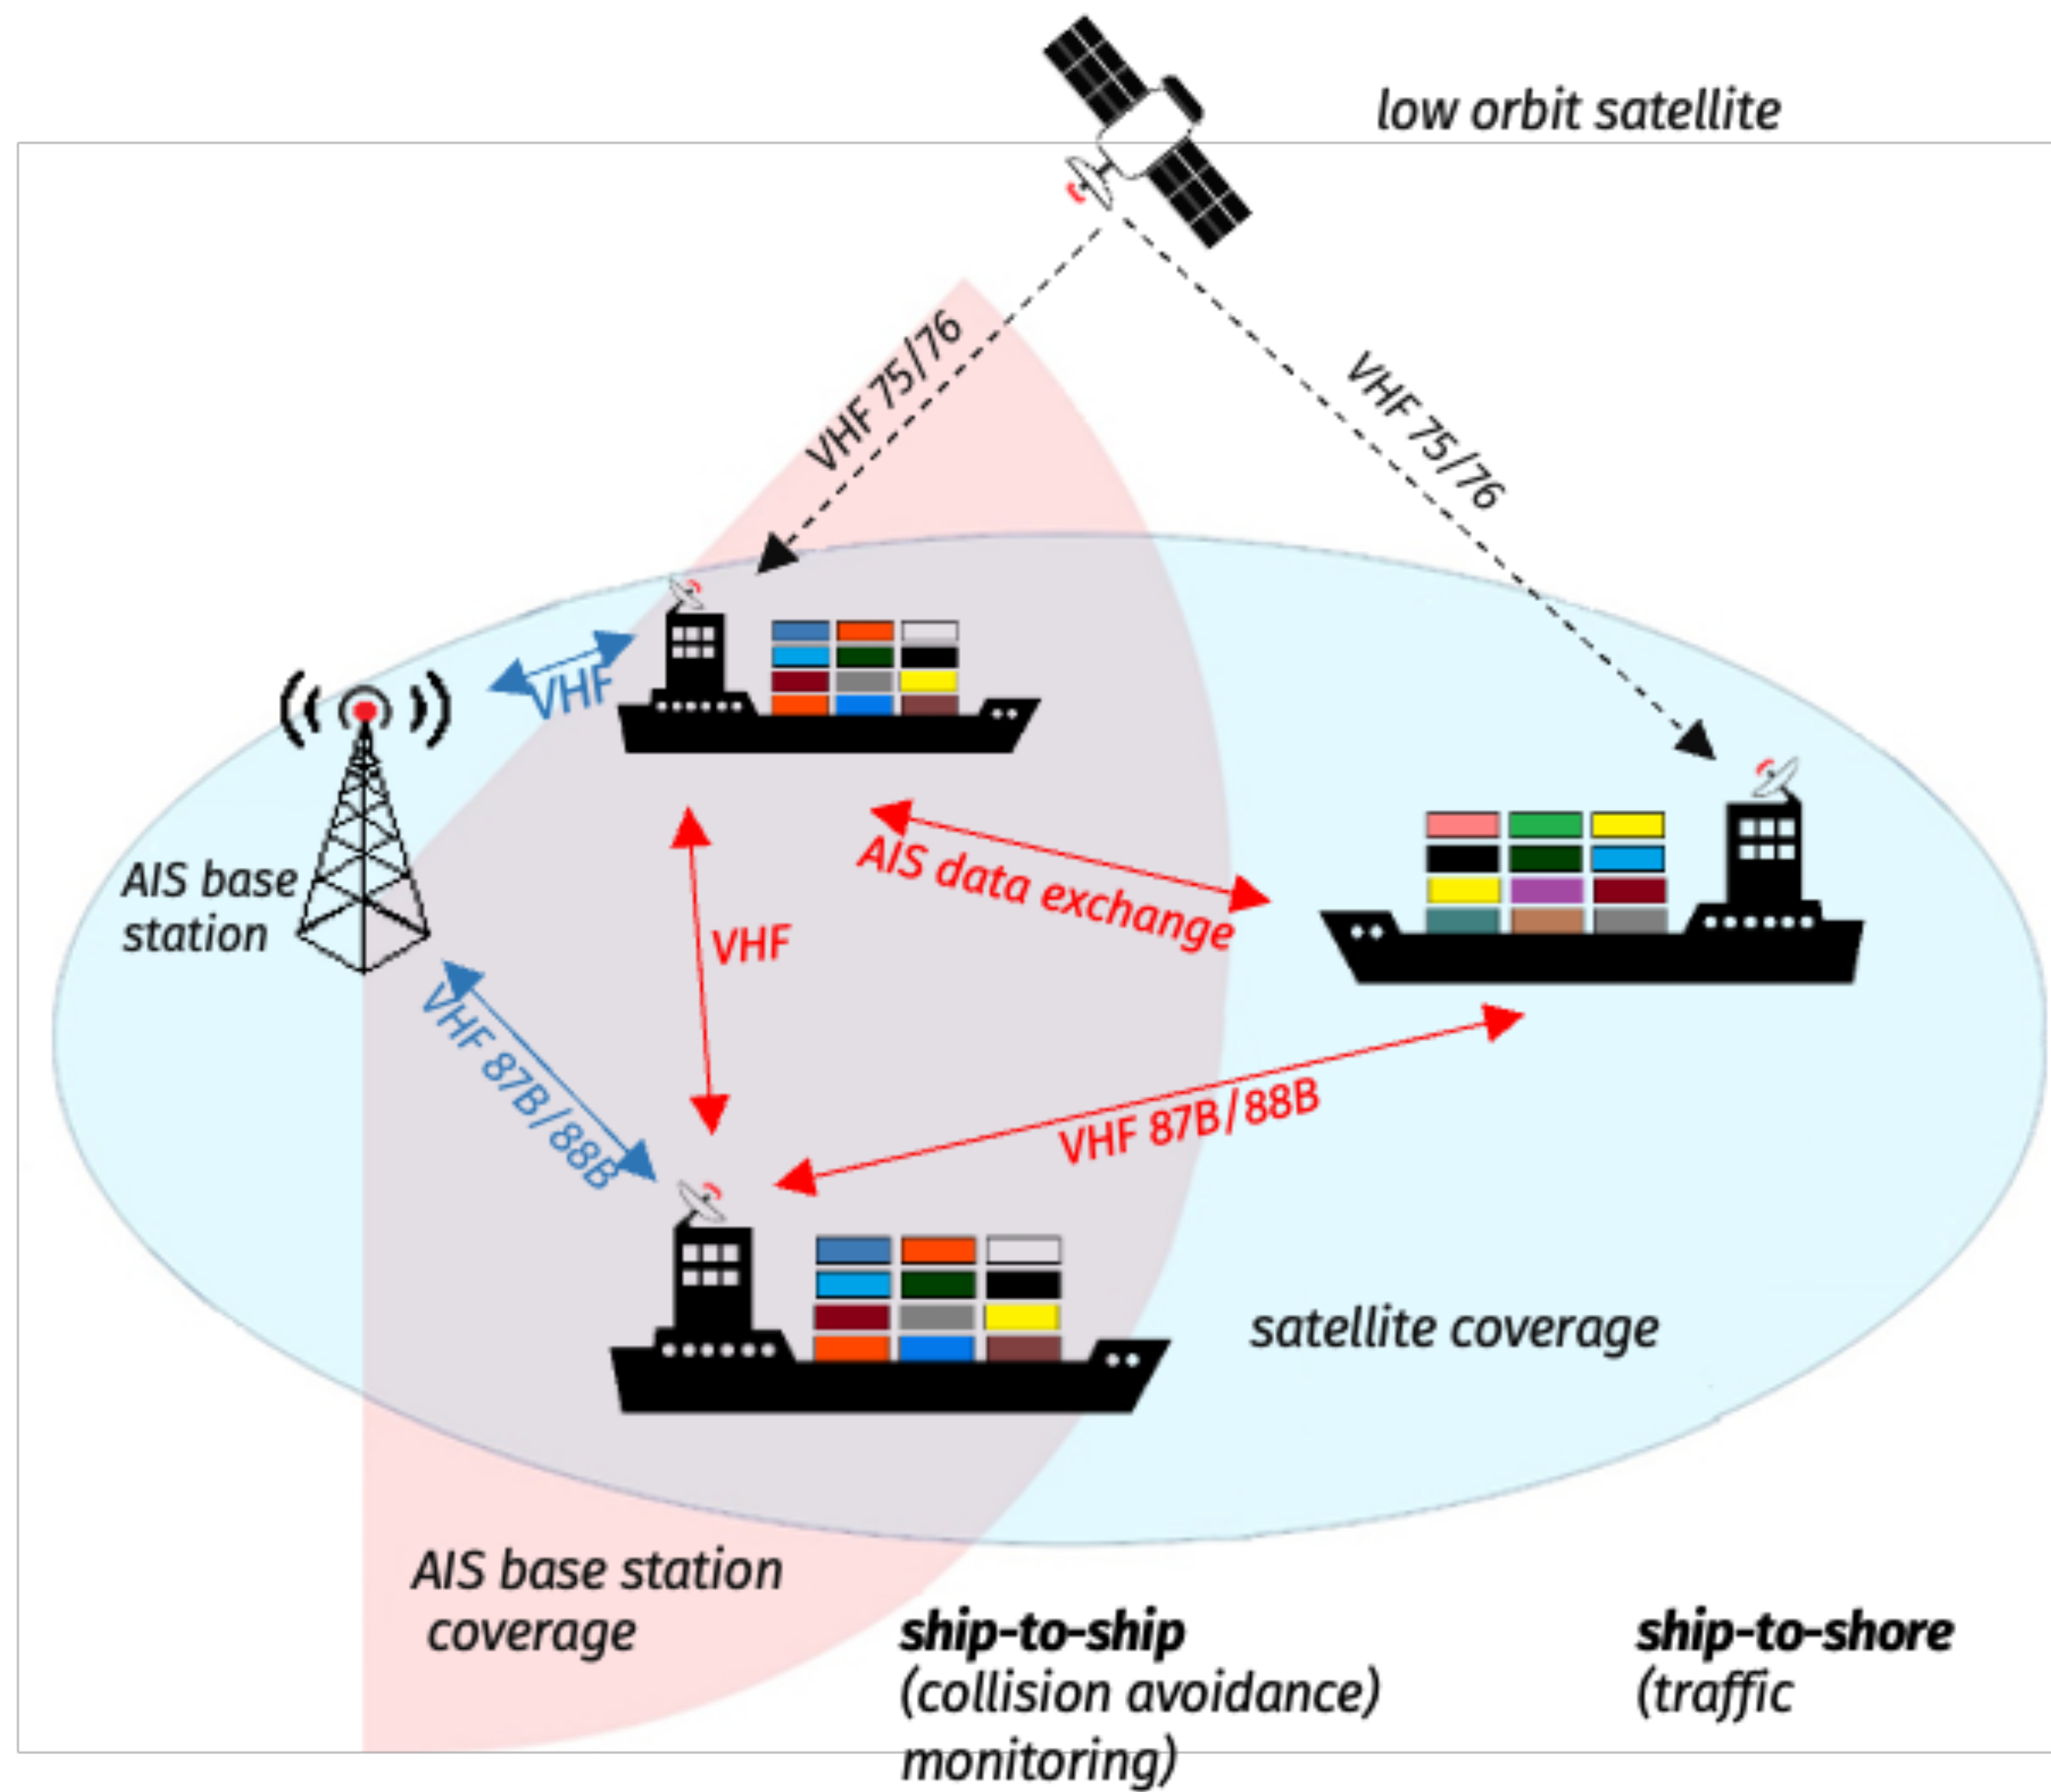 low orbit satellite
VHF 75/76
VHF 75/76
VHF
AIS base
station
AIS data exchange
VHF
VHF 87B/88B
VHF 87B/88B
satellite coverage
AIS base station
coverage
ship-to-ship
(collision avoidance)
monitoring)
ship-to-shore
(traffic